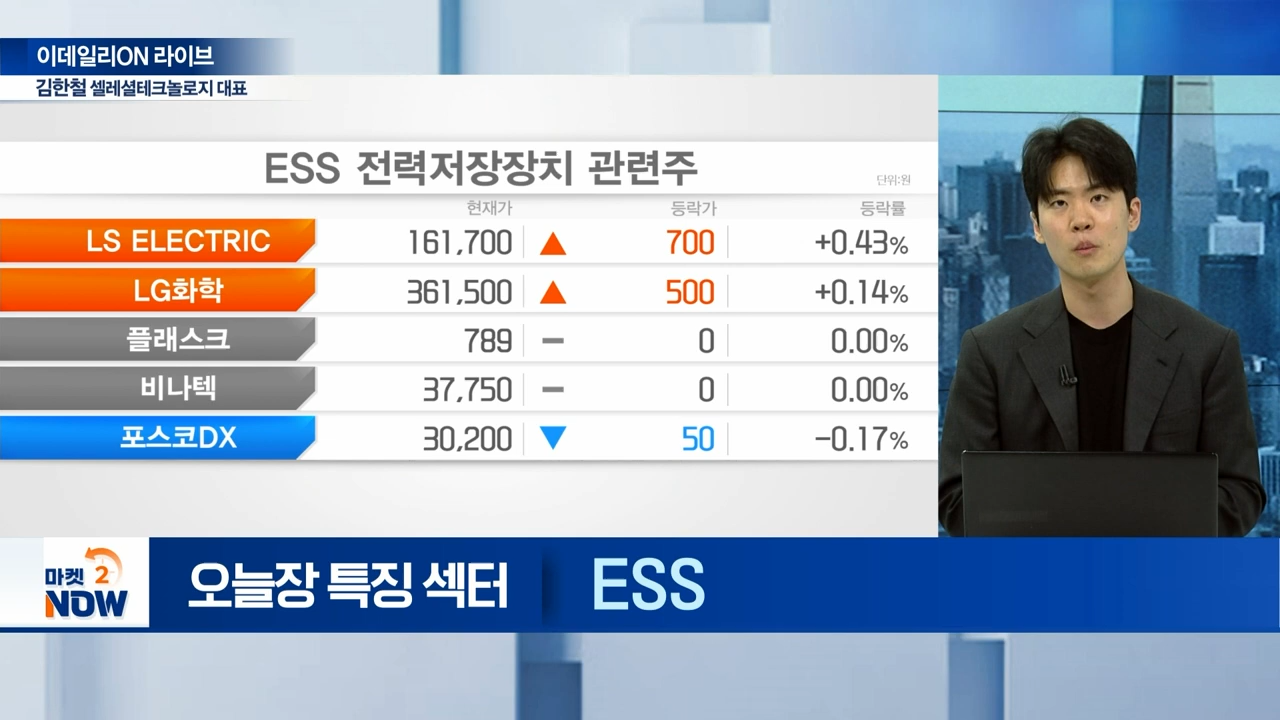 이데일리ON 라이브
김한철 셀레셜테크놀로지 대표
ESS 전력저장장치 관련주
단위:원
현재가 등락가 등락률
LS ELECTRIC 161,700 ▲ 700 +0.43%
LG화학 361,500 ▲ 500 +0.14%
플래스크 789 － 0 0.00%
비나텍 37,750 － 0 0.00%
포스코DX 30,200 ▼ 50 -0.17%
마켓 2
NOW
오늘장 특징 섹터 ESS